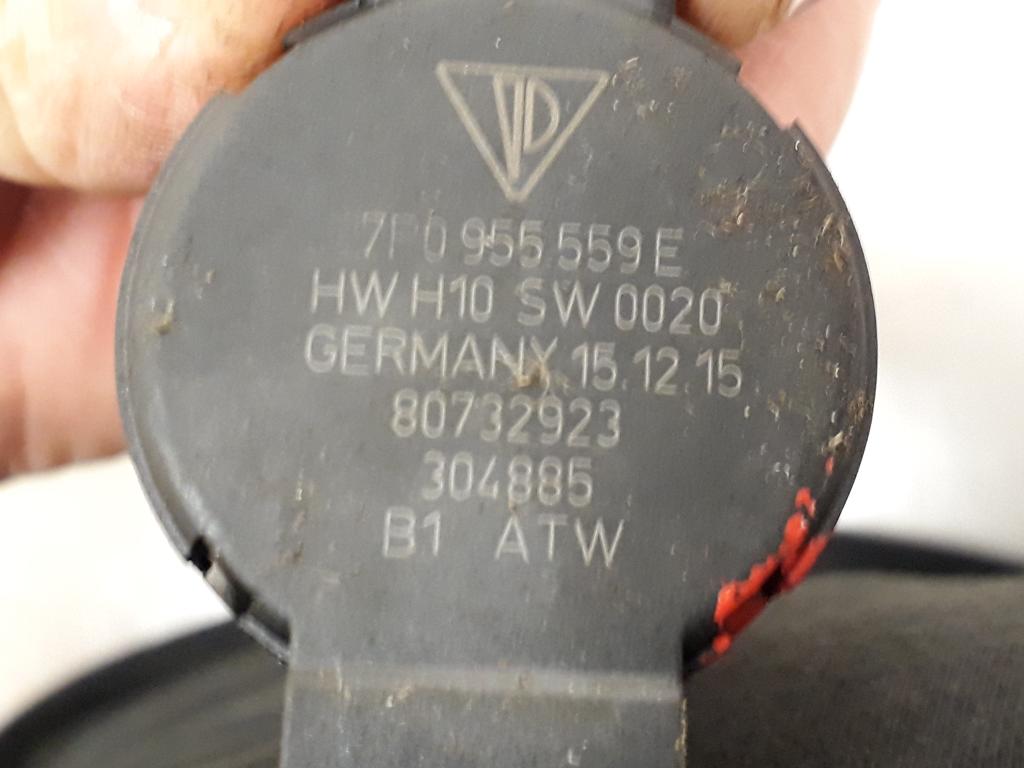 7P0 955 559 E
HW H10 SW 0020
GERMANY 15.12.15
80732923
304885
B1 ATW